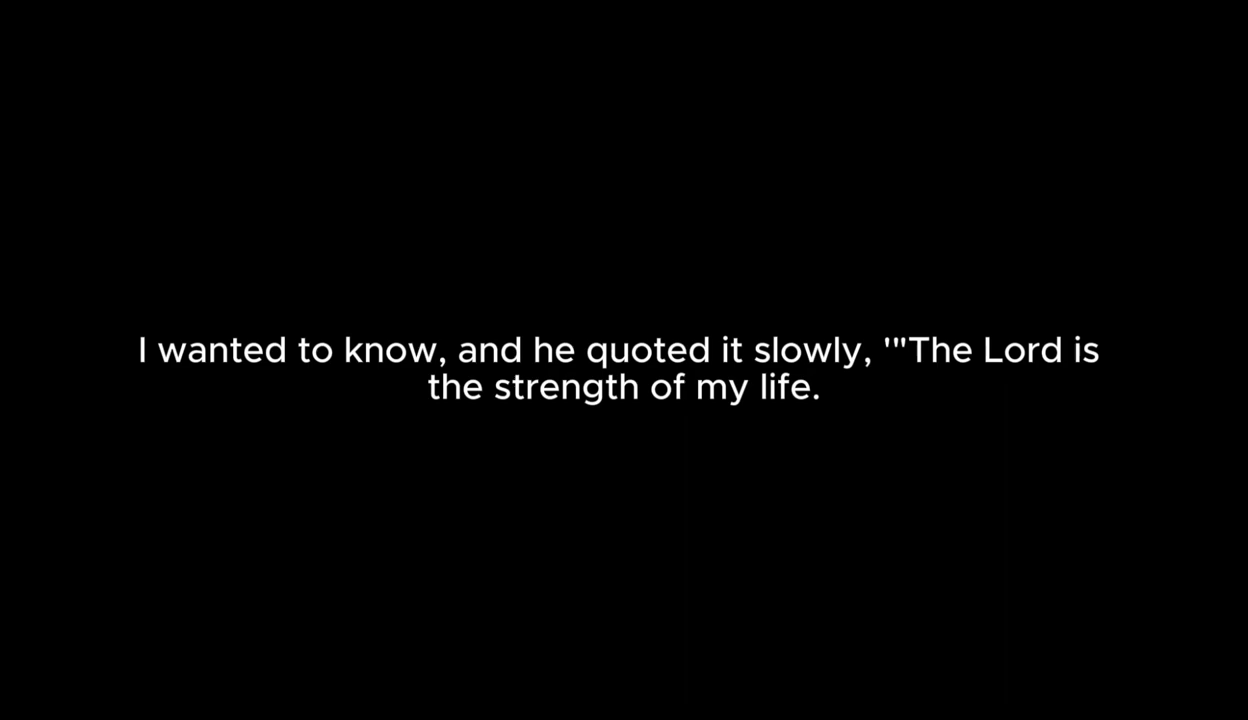 I wanted to know, and he quoted it slowly, '"The Lord is
the strength of my life.